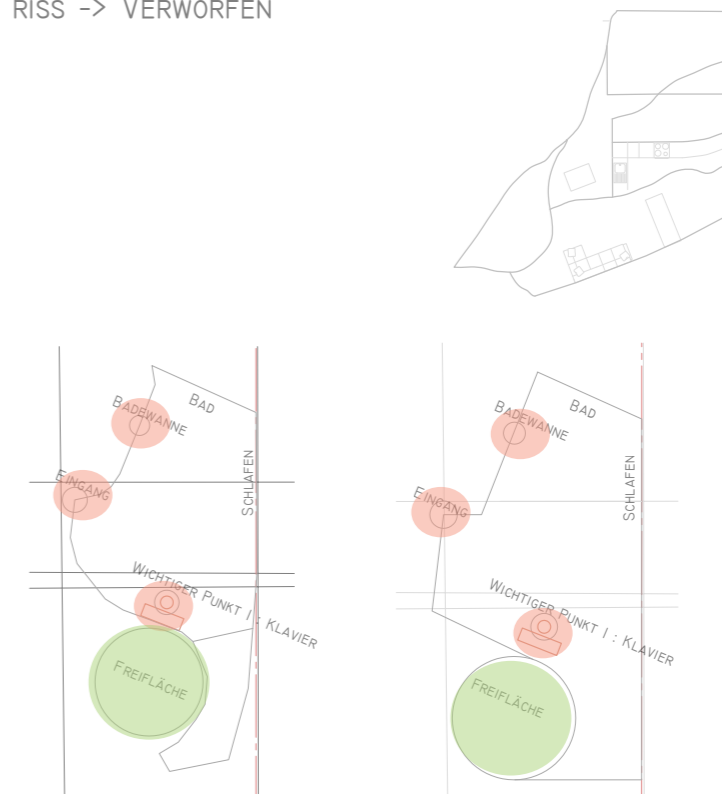 RISS -> VERWORFEN
BADEWANNE
BAD
EINGANG
SCHLAFEN
WICHTIGER PUNKT I : KLAVIER
FREIFLÄCHE
BADEWANNE
BAD
EINGANG
SCHLAFEN
WICHTIGER PUNKT I : KLAVIER
FREIFLÄCHE